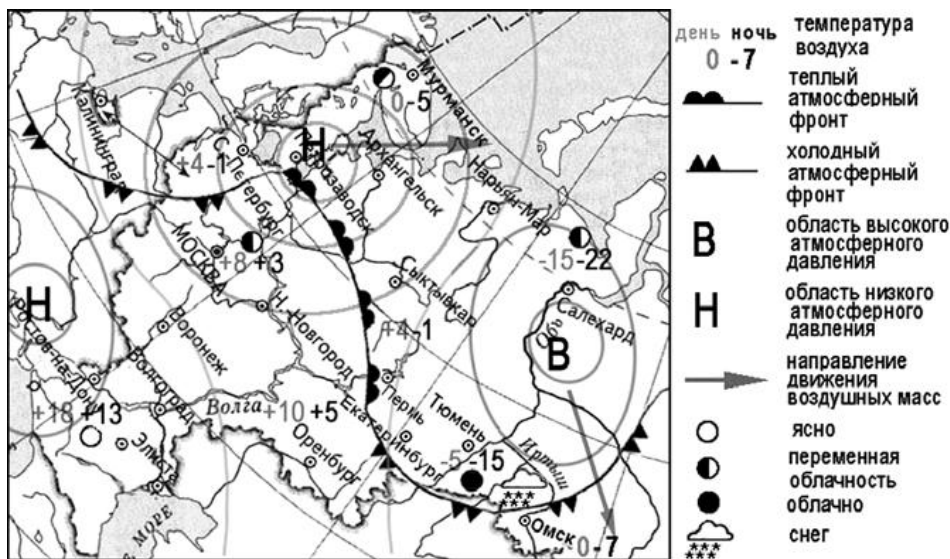 Мурманск
0-5
Калининград
+4-1
С.Петербург
Н
Петрозаводск
Архангельск
Нарьян-Мар
-15-22
МОСКВА
+8+3
Сыктывкар
Салехард
Обь
В
Н
Ростов-на-Дону
Воронеж
Н.-Новгород
+4-1
Волгоград
+18+13
Элиста
Волга
+10+5
Оренбург
Пермь
Екатеринбург
Тюмень
-5-15
Иртыш
Омск
0-7
МОРЕ
день ночь
0 -7
температура
воздуха
теплый
атмосферный
фронт
холодный
атмосферный
фронт
В
область высокого
атмосферного
давления
Н
область низкого
атмосферного
давления
направление
движения
воздушных масс
ясно
переменная
облачность
облачно
снег